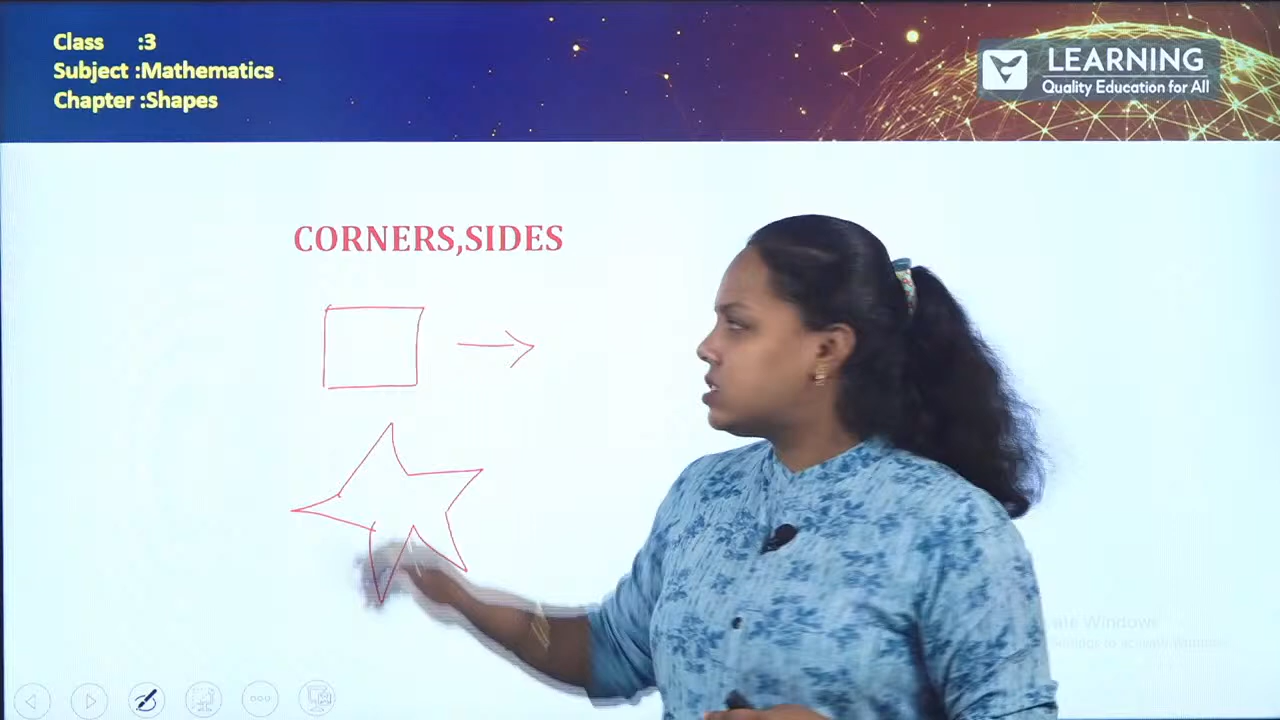 Class :3
Subject :Mathematics
Chapter :Shapes
LEARNING
Quality Education for All
CORNERS,SIDES